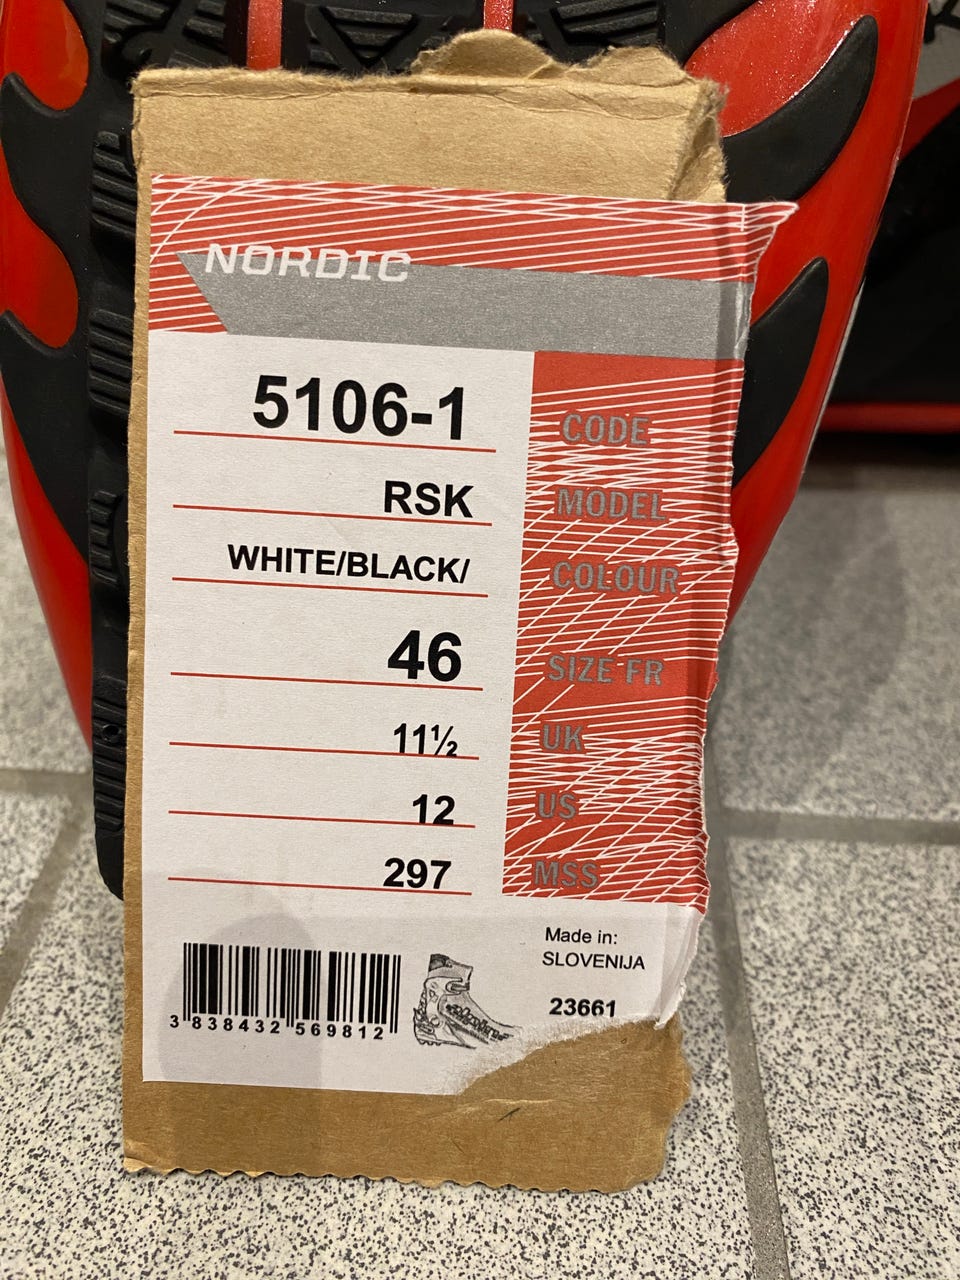 NORDIC
5106-1 CODE
RSK MODEL
WHITE/BLACK/ COLOUR
46 SIZE FR
11½ UK
12 US
297 MSS
Made in:
SLOVENIJA
23661
3 838432 569812